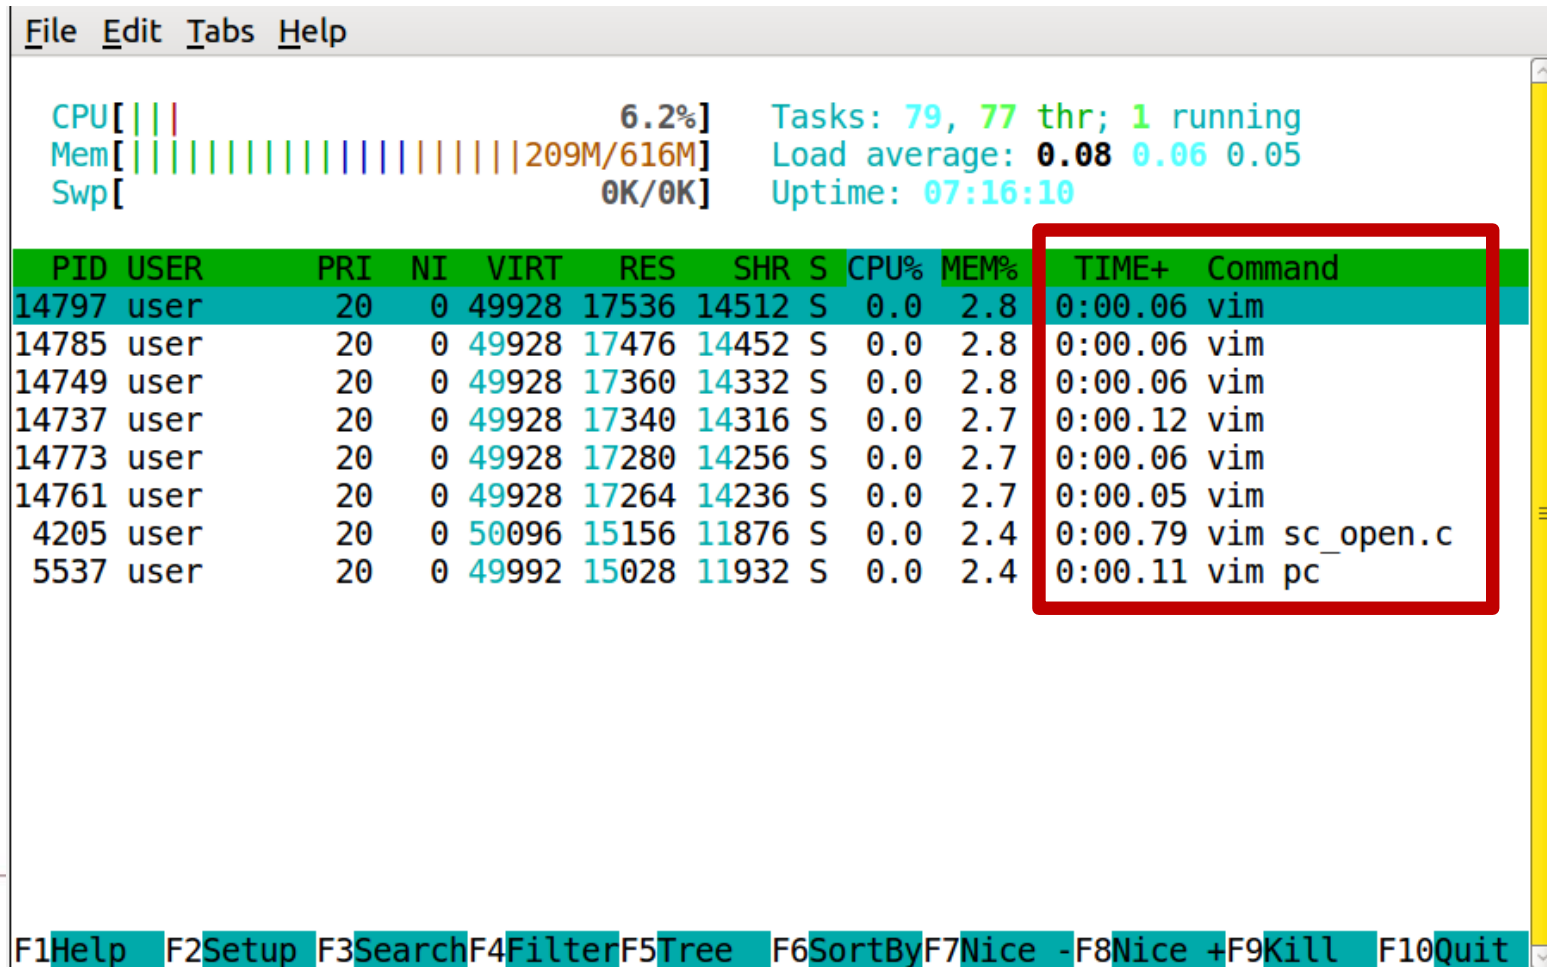 File Edit Tabs Help
CPU[||| 6.2%] Tasks: 79, 77 thr; 1 running
Mem[|||||||||||||||||||||209M/616M] Load average: 0.08 0.06 0.05
Swp[ 0K/0K] Uptime: 07:16:10
PID USER PRI NI VIRT RES SHR S CPU% MEM% TIME+ Command
14797 user 20 0 49928 17536 14512 S 0.0 2.8 0:00.06 vim
14785 user 20 0 49928 17476 14452 S 0.0 2.8 0:00.06 vim
14749 user 20 0 49928 17360 14332 S 0.0 2.8 0:00.06 vim
14737 user 20 0 49928 17340 14316 S 0.0 2.7 0:00.12 vim
14773 user 20 0 49928 17280 14256 S 0.0 2.7 0:00.06 vim
14761 user 20 0 49928 17264 14236 S 0.0 2.7 0:00.05 vim
4205 user 20 0 50096 15156 11876 S 0.0 2.4 0:00.79 vim sc_open.c
5537 user 20 0 49992 15028 11932 S 0.0 2.4 0:00.11 vim pc
F1Help F2Setup F3SearchF4FilterF5Tree F6SortByF7Nice -F8Nice +F9Kill F10Quit